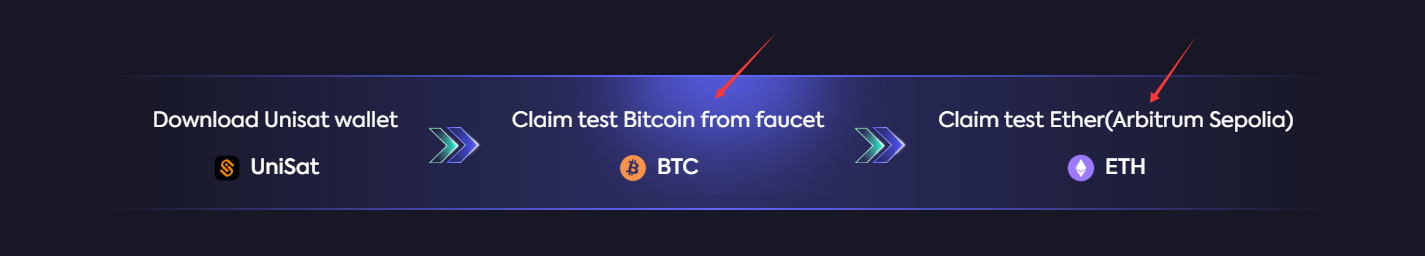 Download Unisat wallet
UniSat
Claim test Bitcoin from faucet
BTC
Claim test Ether(Arbitrum Sepolia)
ETH